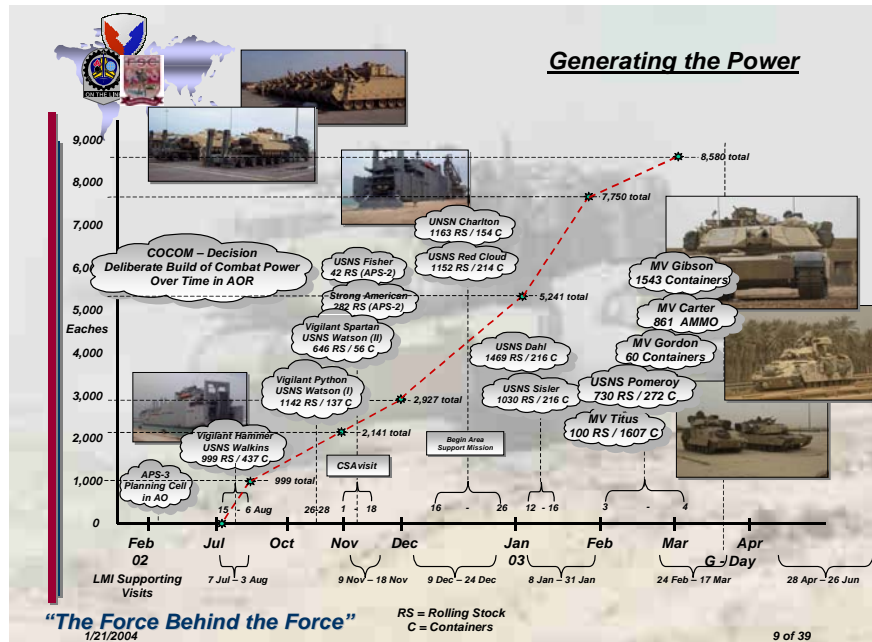 FSC
ON THE LINE
Generating the Power
9,000
8,000
7,000
6,000
5,000
Eaches
4,000
3,000
2,000
1,000
0
8,580 total
7,750 total
5,241 total
2,927 total
2,141 total
999 total
COCOM – Decision
Deliberate Build of Combat Power
Over Time in AOR
UNSN Charlton
1163 RS / 154 C
USNS Red Cloud
1152 RS / 214 C
USNS Fisher
42 RS (APS-2)
Strong American
282 RS (APS-2)
Vigilant Spartan
USNS Watson (II)
646 RS / 56 C
Vigilant Python
USNS Watson (I)
1142 RS / 137 C
Vigilant Hammer
USNS Walkins
999 RS / 437 C
APS-3
Planning Cell
in AO
MV Gibson
1543 Containers
MV Carter
861 AMMO
MV Gordon
60 Containers
USNS Dahl
1469 RS / 216 C
USNS Sisler
1030 RS / 216 C
USNS Pomeroy
730 RS / 272 C
MV Titus
100 RS / 1607 C
CSAvisit
Begin Area
Support Mission
15 - 6 Aug
26-28
1 - 18
16 - 26
12 - 16
3 - 4
Feb
02
Jul
Oct
Nov
Dec
Jan
03
Feb
Mar
Apr
G - Day
LMI Supporting
Visits
7 Jul – 3 Aug
9 Nov – 18 Nov
9 Dec – 24 Dec
8 Jan – 31 Jan
24 Feb – 17 Mar
28 Apr – 26 Jun
“The Force Behind the Force”
RS = Rolling Stock
C = Containers
1/21/2004
9 of 39